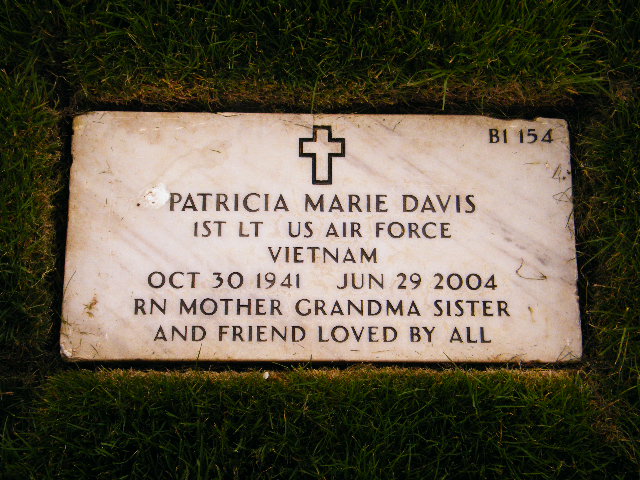 B1 154
PATRICIA MARIE DAVIS
1ST LT US AIR FORCE
VIETNAM
OCT 30 1941 JUN 29 2004
RN MOTHER GRANDMA SISTER
AND FRIEND LOVED BY ALL